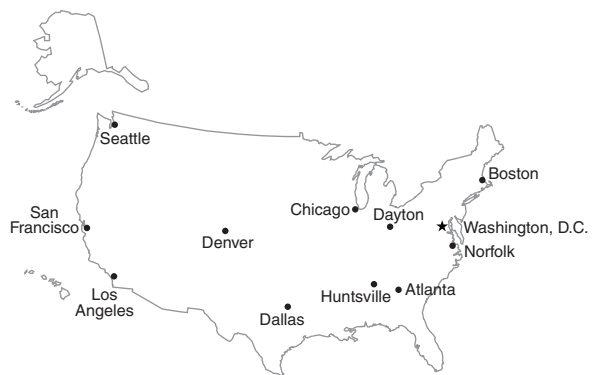 Seattle
Boston
Chicago
Dayton
San
Francisco
Washington, D.C.
Denver
Norfolk
Los
Angeles
Huntsville
Atlanta
Dallas